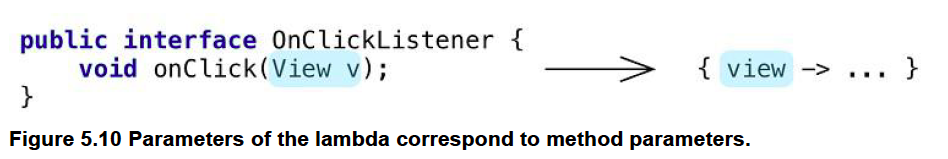 public interface OnClickListener {
void onClick(View v);
}
{ view -> ... }
Figure 5.10 Parameters of the lambda correspond to method parameters.